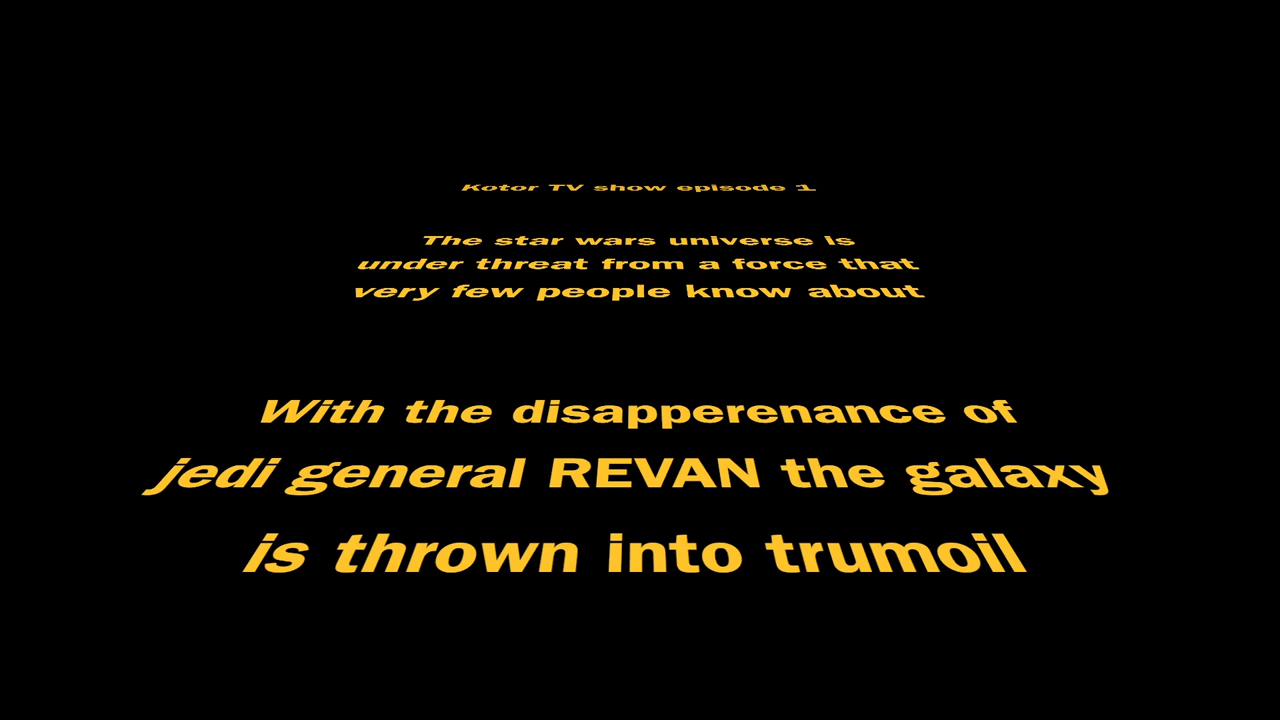 Kotor TV show episode 1
The star wars universe is
under threat from a force that
very few people know about
With the disapperenance of
jedi general REVAN the galaxy
is thrown into trumoil